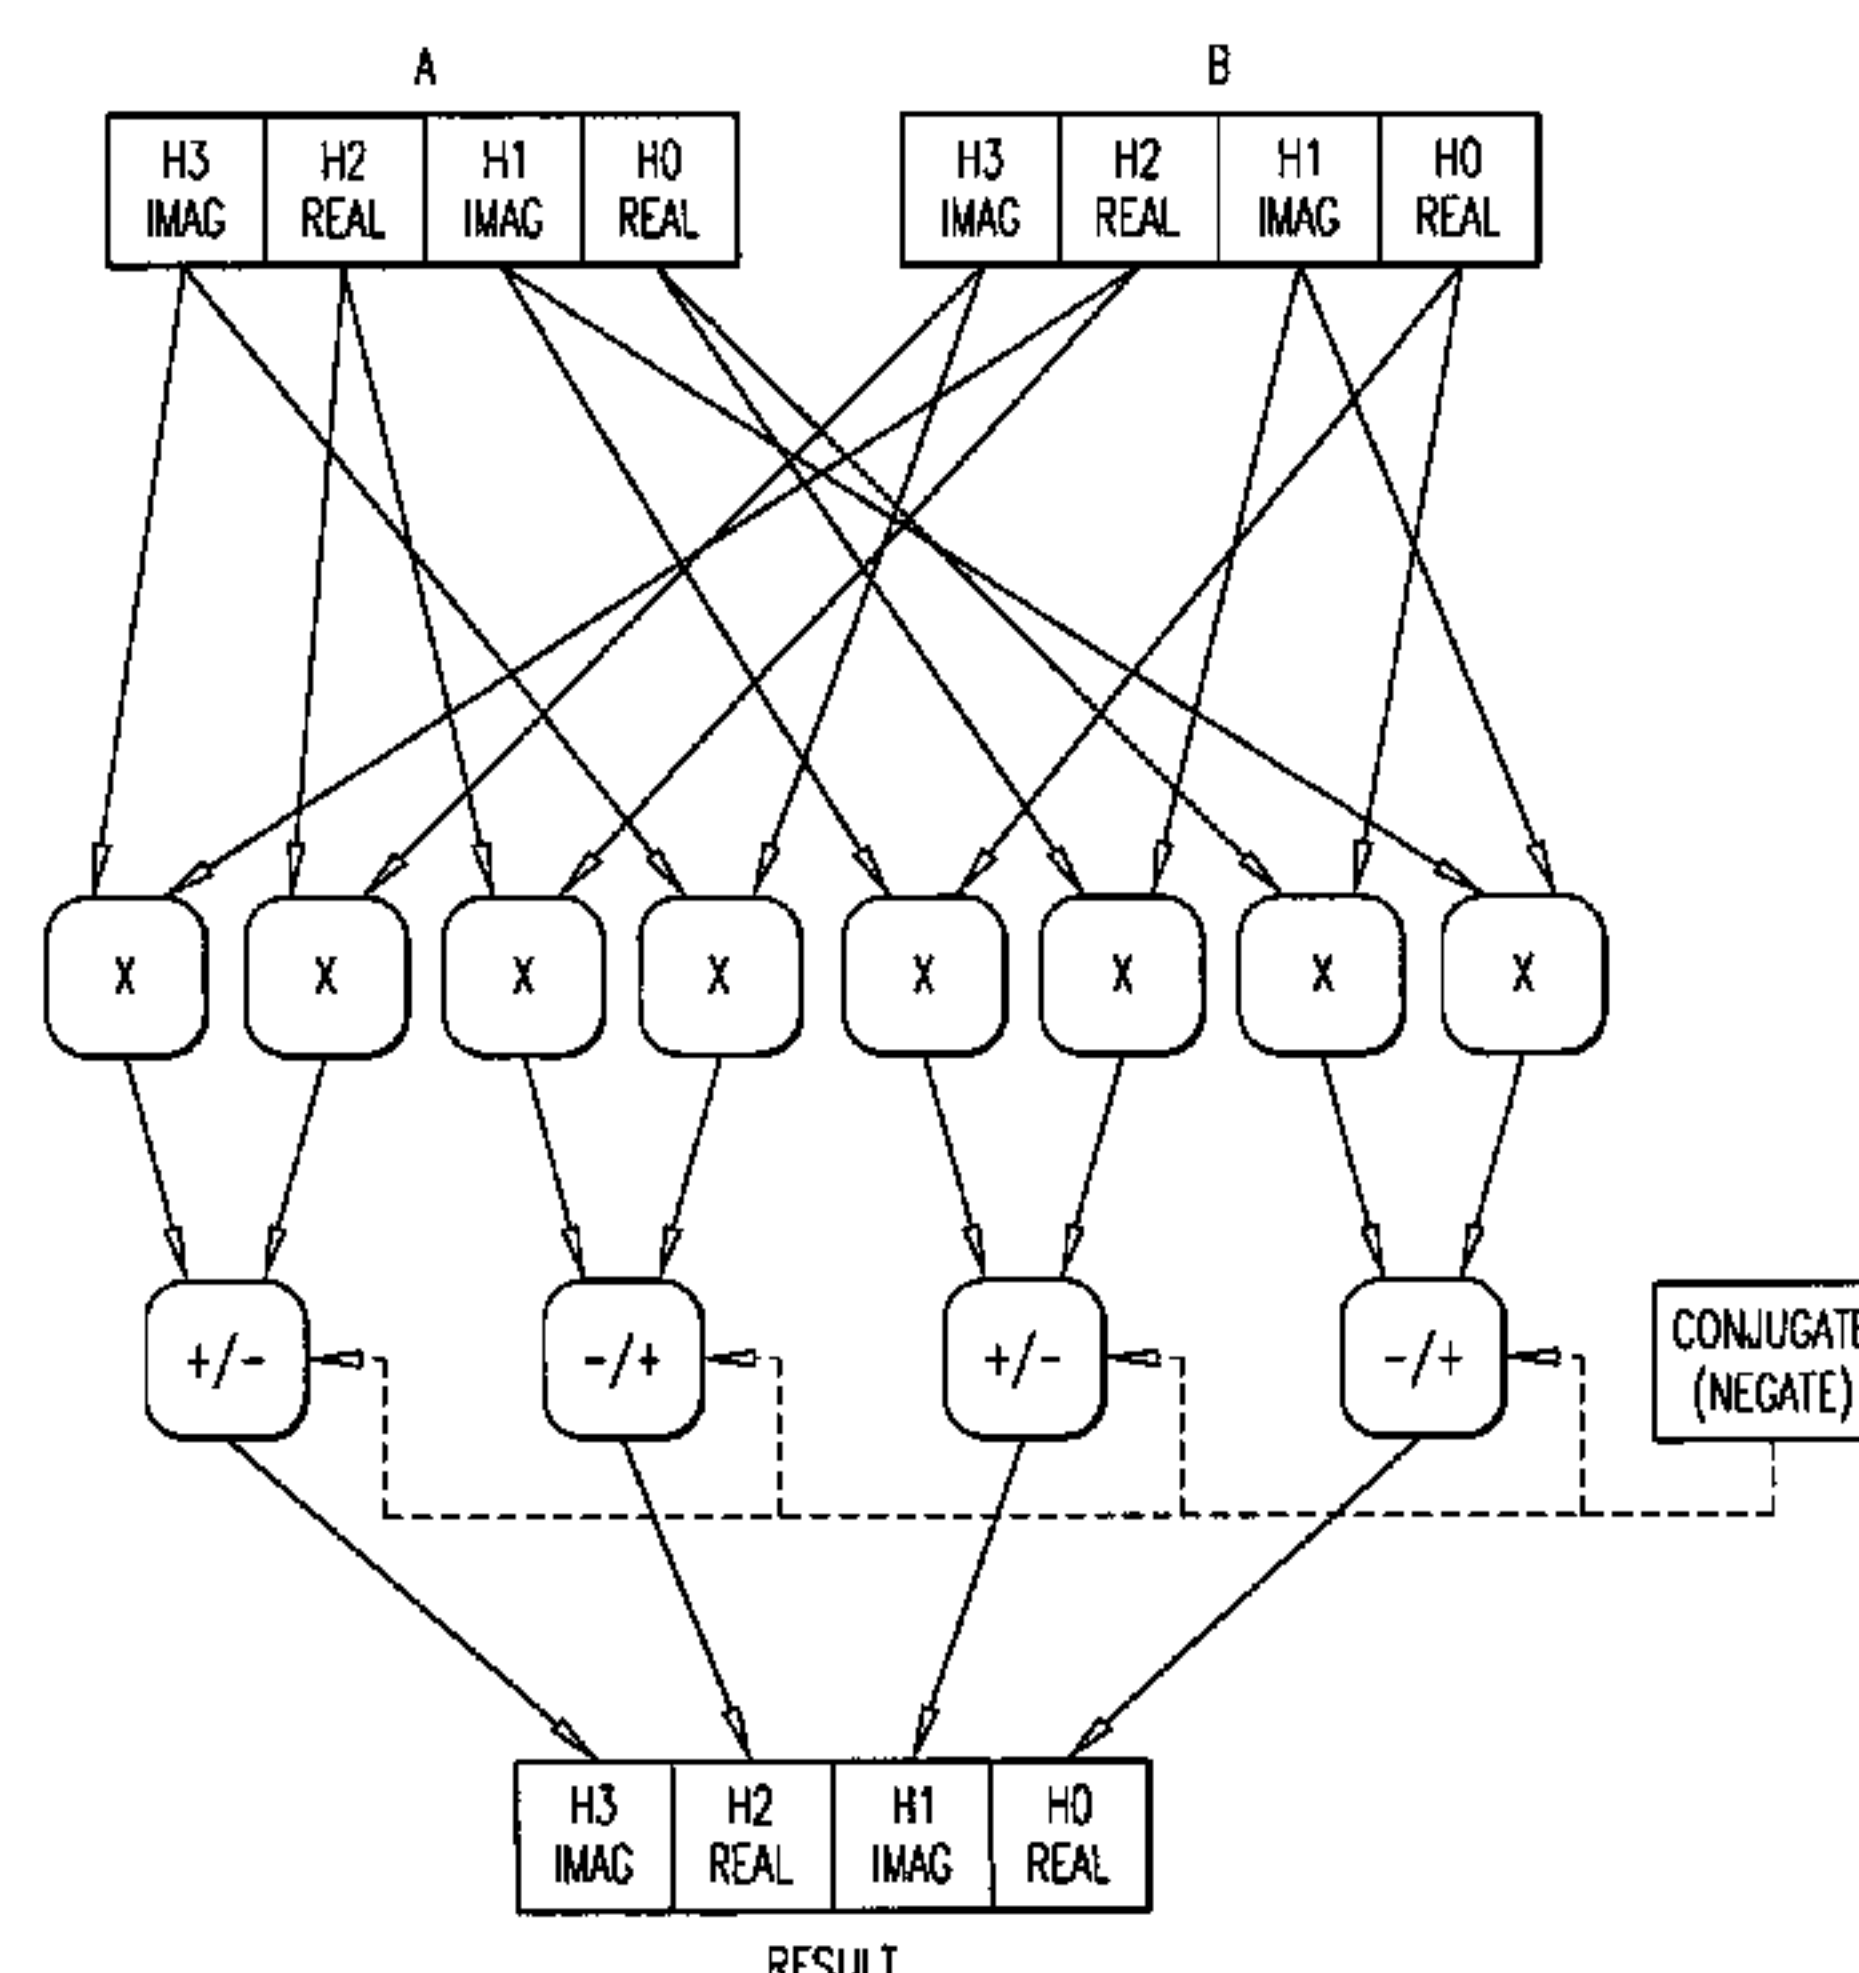 A
B
H3 IMAG
H2 REAL
H1 IMAG
H0 REAL
H3 IMAG
H2 REAL
H1 IMAG
H0 REAL
X
X
X
X
X
X
X
X
+/-
-/+
+/-
-/+
CONJUGATE
(NEGATE)
H3 IMAG
H2 REAL
H1 IMAG
H0 REAL
RESULT